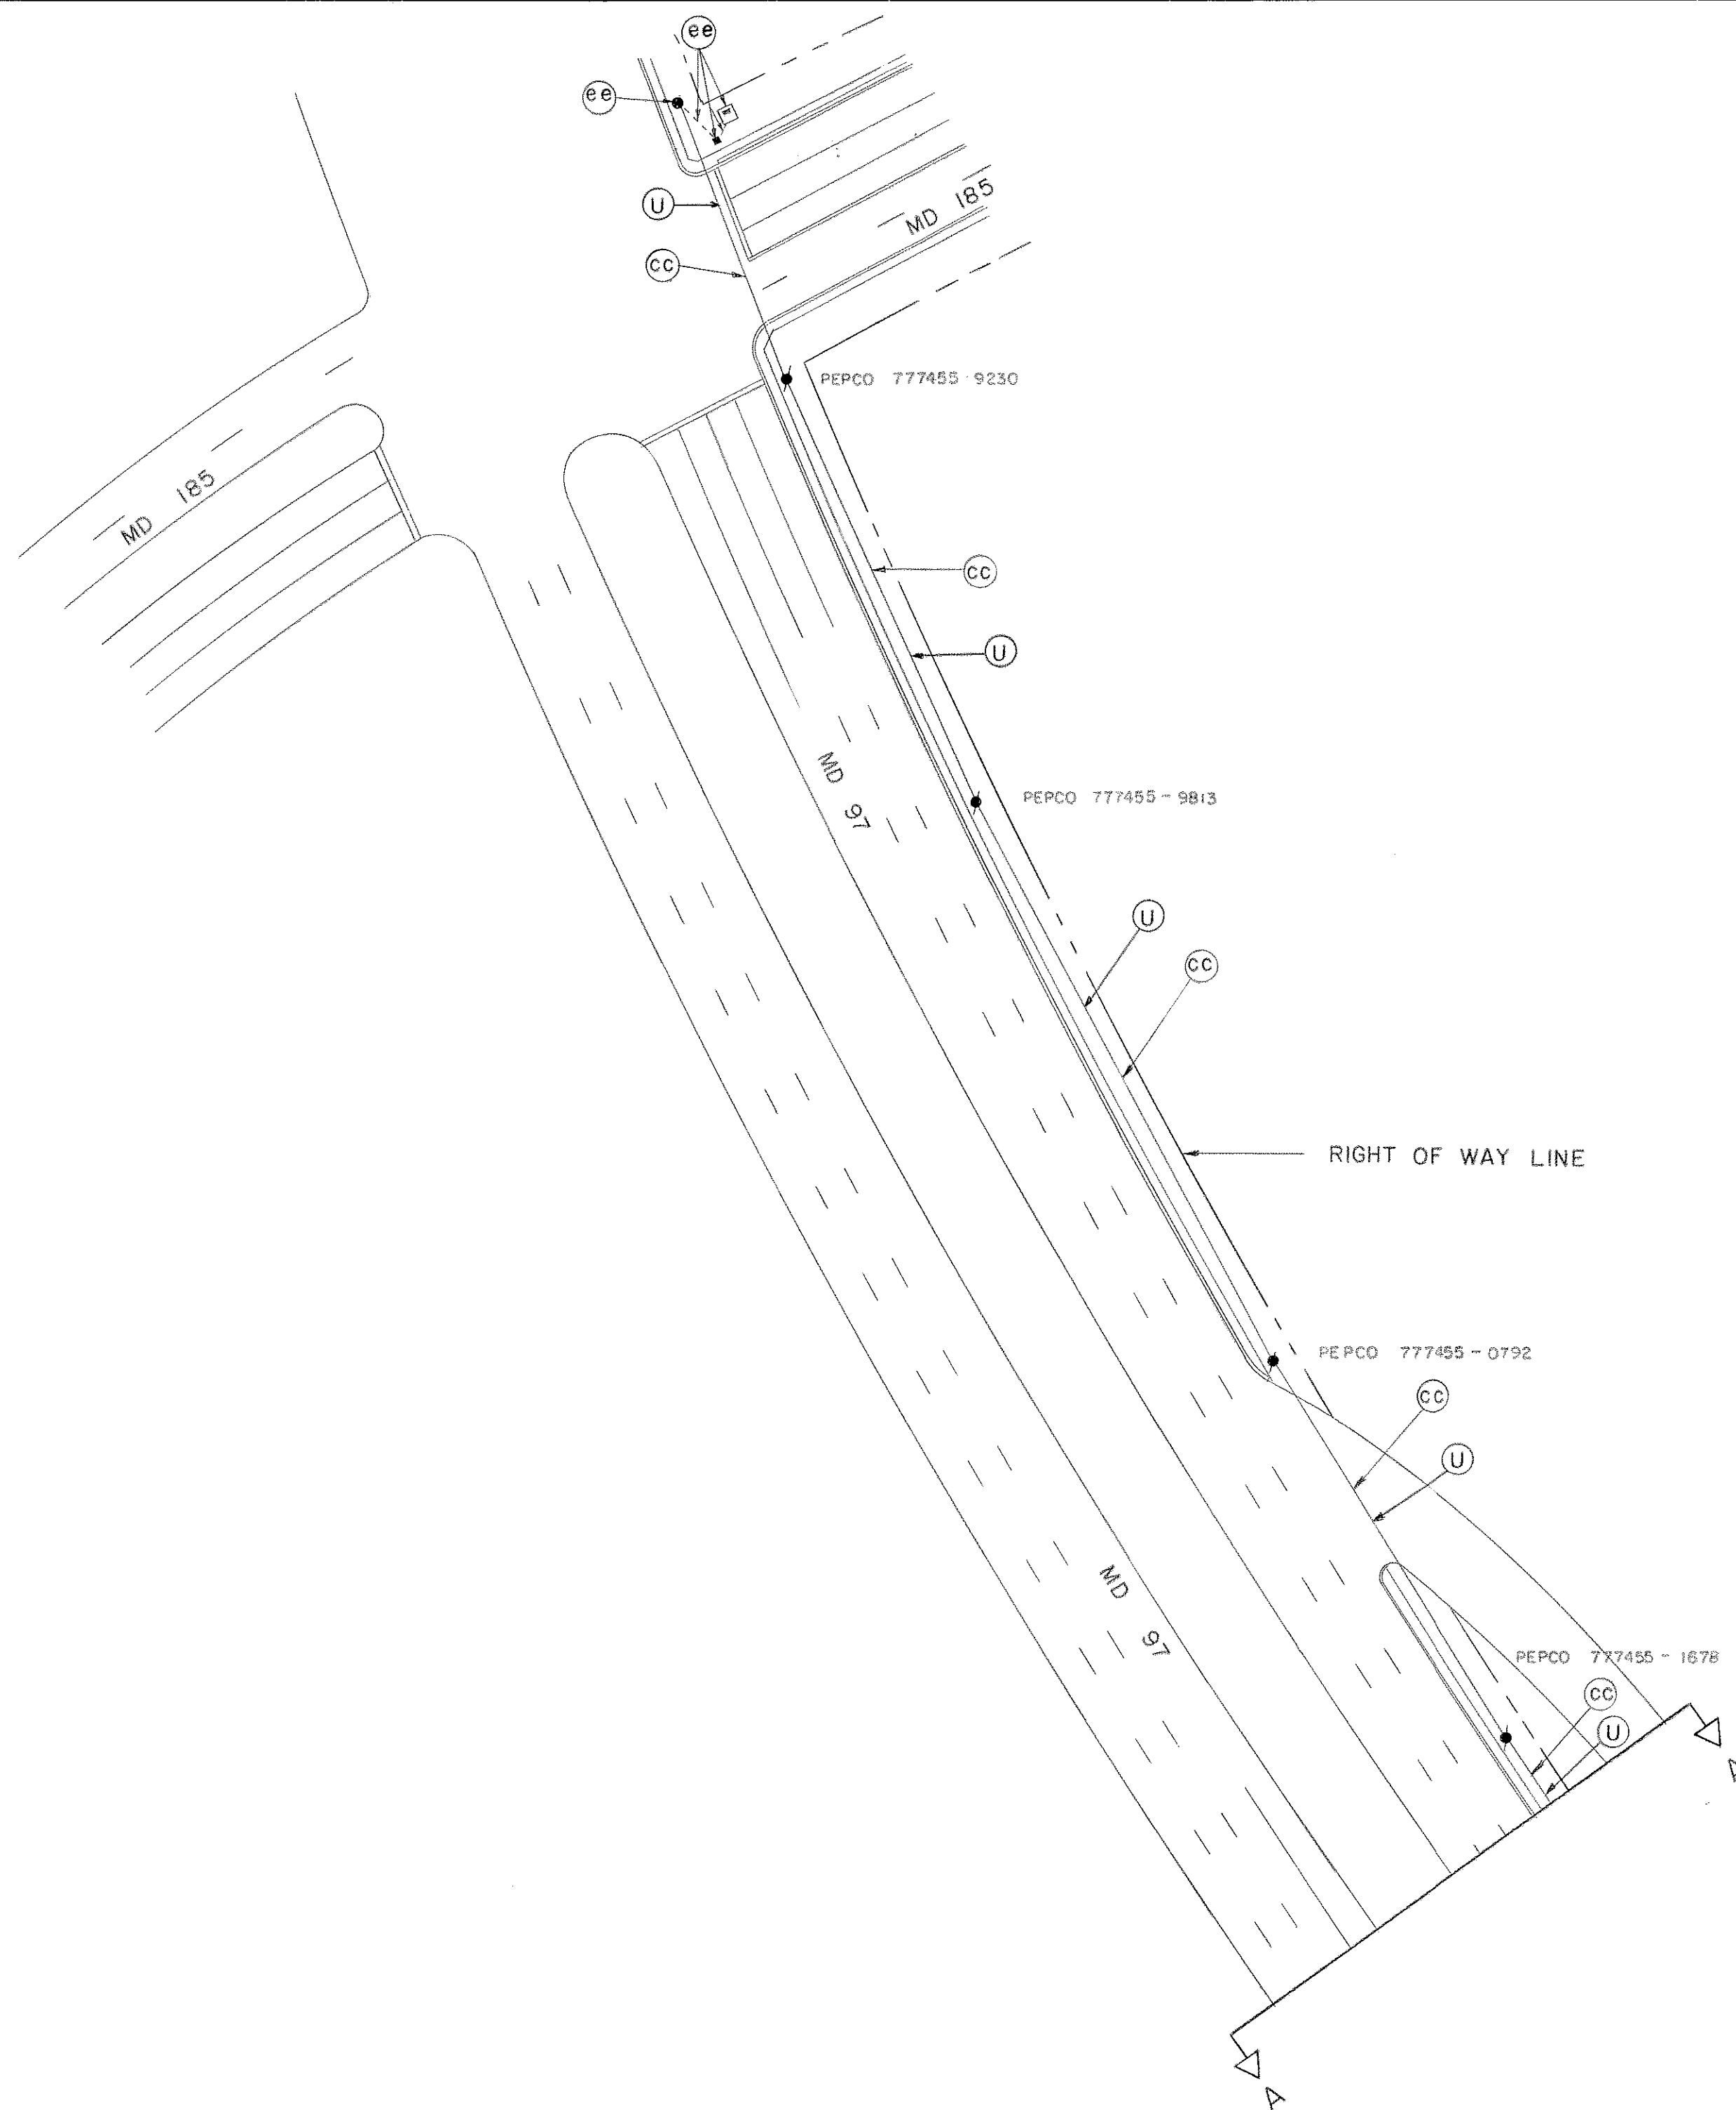 ee
ee
U
MD 185
CC
PEPCO 777455 9230
MD 185
CC
U
MD 97
PEPCO 777455-9813
U
CC
RIGHT OF WAY LINE
PEPCO 777455-0792
CC
U
MD 97
PEPCO 777455-1678
CC
U
A
A